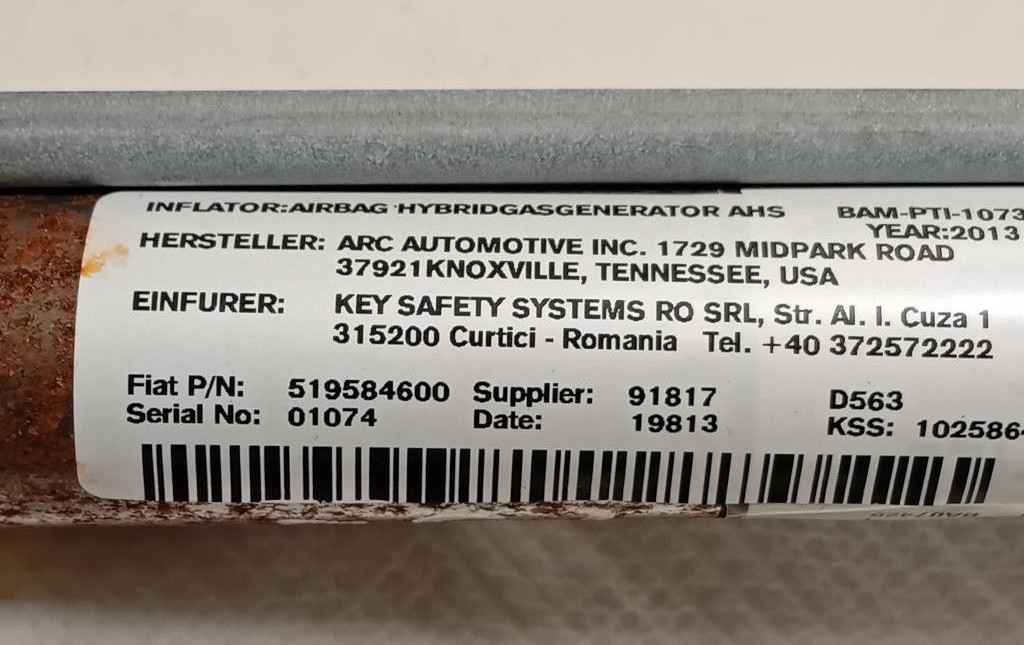 INFLATOR:AIRBAG HYBRIDGASGENERATOR AHS BAM-PTI-1073
YEAR:2013
HERSTELLER: ARC AUTOMOTIVE INC. 1729 MIDPARK ROAD
37921 KNOXVILLE, TENNESSEE, USA
EINFURER: KEY SAFETY SYSTEMS RO SRL, Str. Al. I. Cuza 1
315200 Curtici - Romania Tel. +40 372572222
Fiat P/N: 519584600 Supplier: 91817 D563
Serial No: 01074 Date: 19813 KSS: 102586